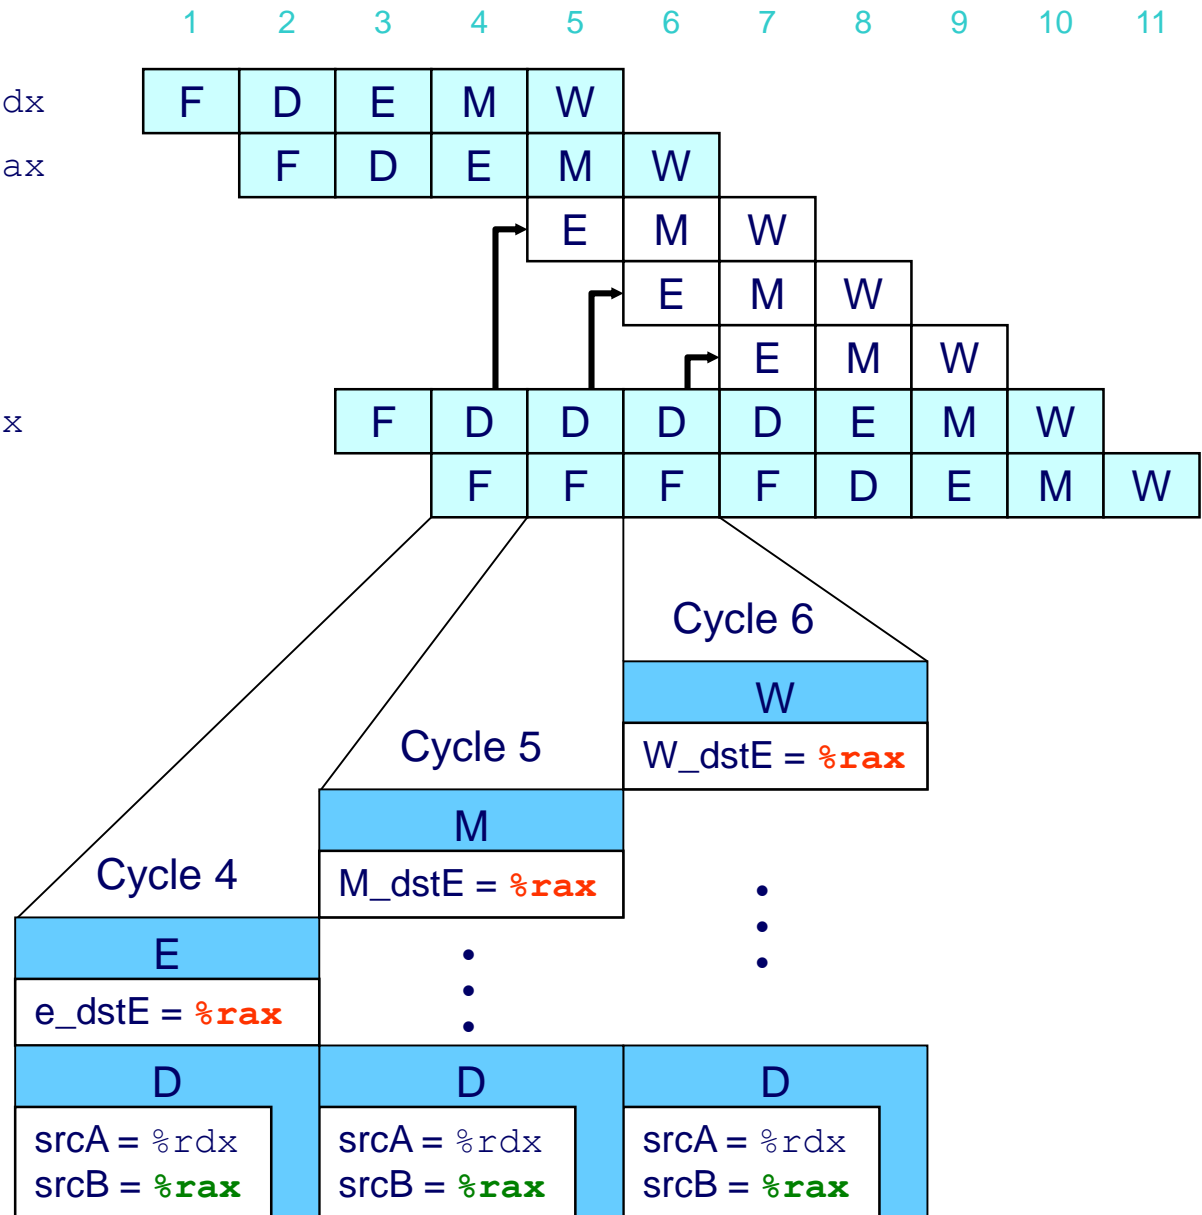 1 2 3 4 5 6 7 8 9 10 11
dx F D E M W
ax F D E M W
E M W
E M W
E M W
x F D D D D E M W
F F F F D E M W
Cycle 6
W
W_dstE = %rax
Cycle 5
M
M_dstE = %rax
Cycle 4
E
e_dstE = %rax
D D D
srcA = %rdx srcA = %rdx srcA = %rdx
srcB = %rax srcB = %rax srcB = %rax